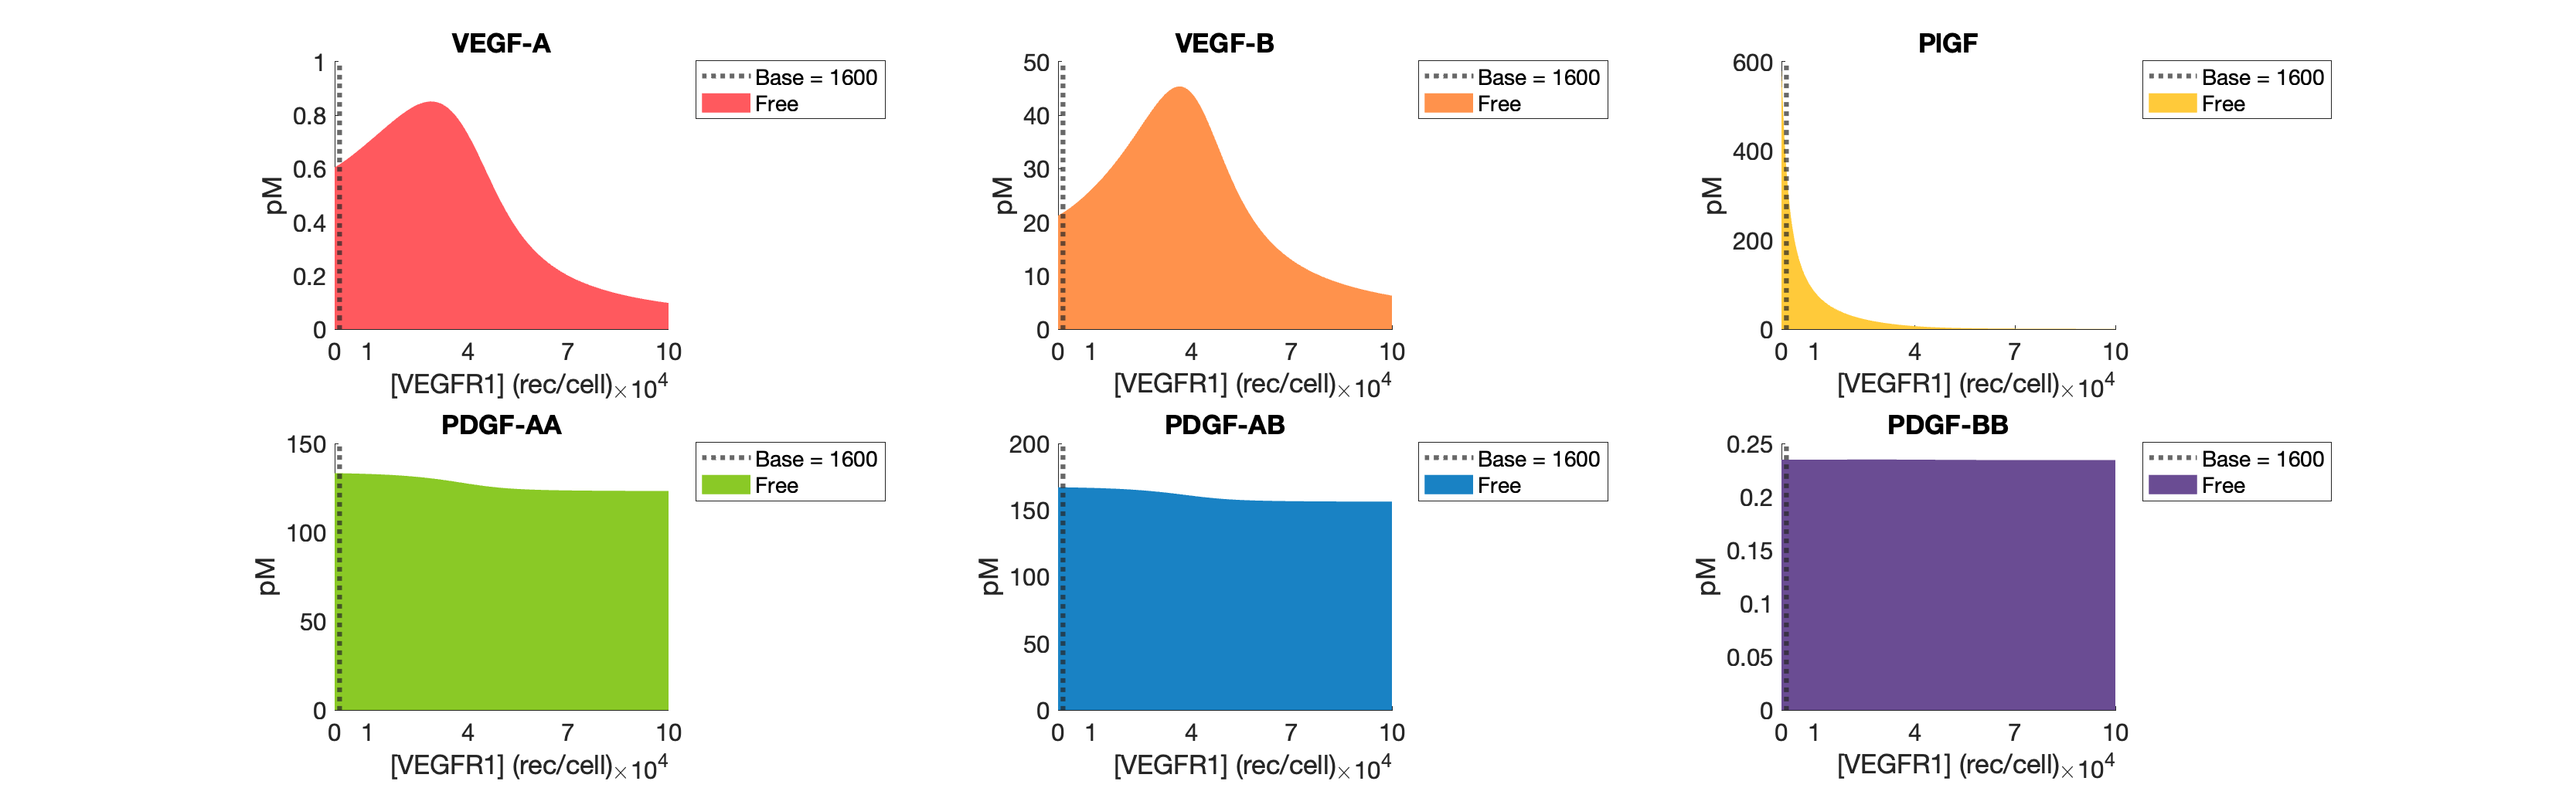 VEGF-A
1
0.8
0.6
0.4
0.2
0
pM
0 1 4 7 10
[VEGFR1] (rec/cell)×10^4
Base = 1600
Free
VEGF-B
50
40
30
20
10
0
pM
0 1 4 7 10
[VEGFR1] (rec/cell)×10^4
Base = 1600
Free
PlGF
600
400
200
0
pM
0 1 4 7 10
[VEGFR1] (rec/cell)×10^4
Base = 1600
Free
PDGF-AA
150
100
50
0
pM
0 1 4 7 10
[VEGFR1] (rec/cell)×10^4
Base = 1600
Free
PDGF-AB
200
150
100
50
0
pM
0 1 4 7 10
[VEGFR1] (rec/cell)×10^4
Base = 1600
Free
PDGF-BB
0.25
0.2
0.15
0.1
0.05
0
pM
0 1 4 7 10
[VEGFR1] (rec/cell)×10^4
Base = 1600
Free